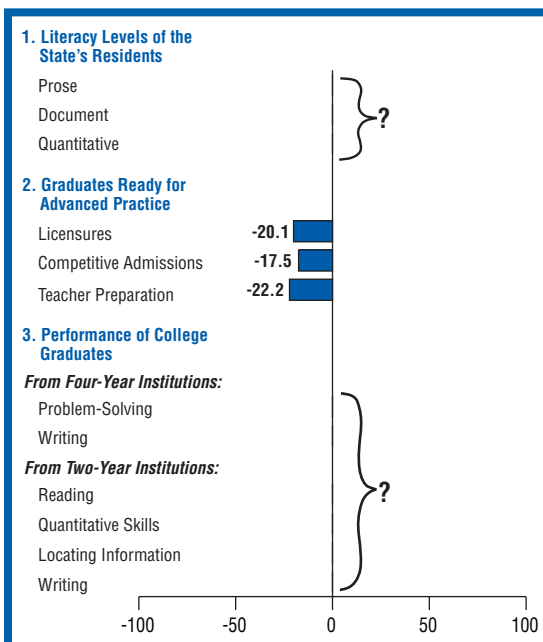 1. Literacy Levels of the
State’s Residents
Prose
Document
Quantitative
?
2. Graduates Ready for
Advanced Practice
Licensures -20.1
Competitive Admissions -17.5
Teacher Preparation -22.2
3. Performance of College
Graduates
From Four-Year Institutions:
Problem-Solving
Writing
From Two-Year Institutions:
Reading
?
Quantitative Skills
Locating Information
Writing
-100 -50 0 50 100